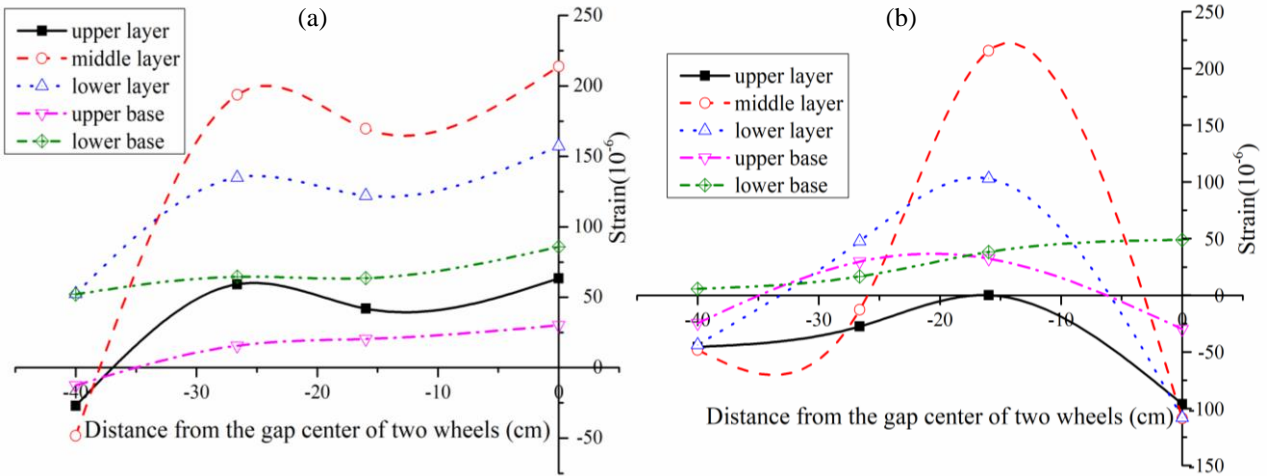 (a)
upper layer
middle layer
lower layer
upper base
lower base
250
200
150
100
50
0
-50
Strain(10⁻⁶)
-40
-30
-20
-10
0
Distance from the gap center of two wheels (cm)
(b)
upper layer
middle layer
lower layer
upper base
lower base
250
200
150
100
50
0
-50
-100
-150
Strain(10⁻⁶)
-40
-30
-20
-10
0
Distance from the gap center of two wheels (cm)